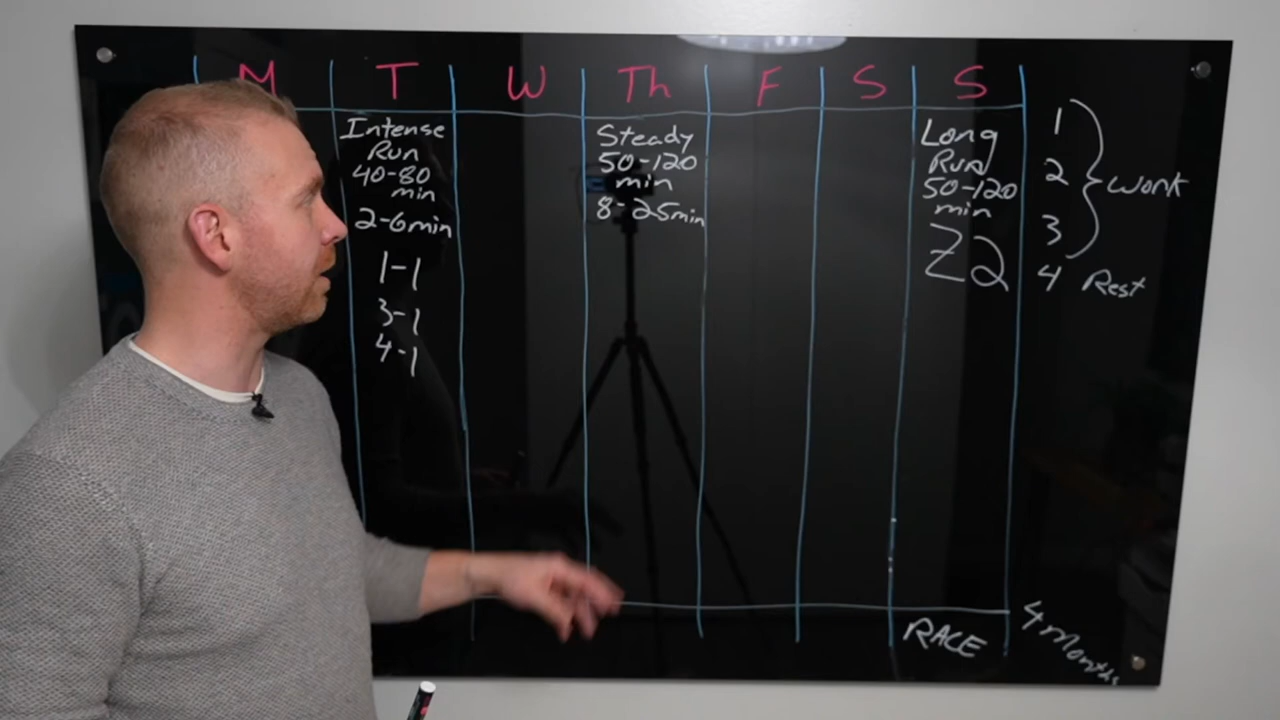 M T W Th F S S
Intense
Run
40-80
min
2-6min
1-1
3-1
4-1
Steady
50-120
min
8-25min
Long
Run
50-120
min
Z2
1
2
3
Work
4 Rest
RACE
4 Months